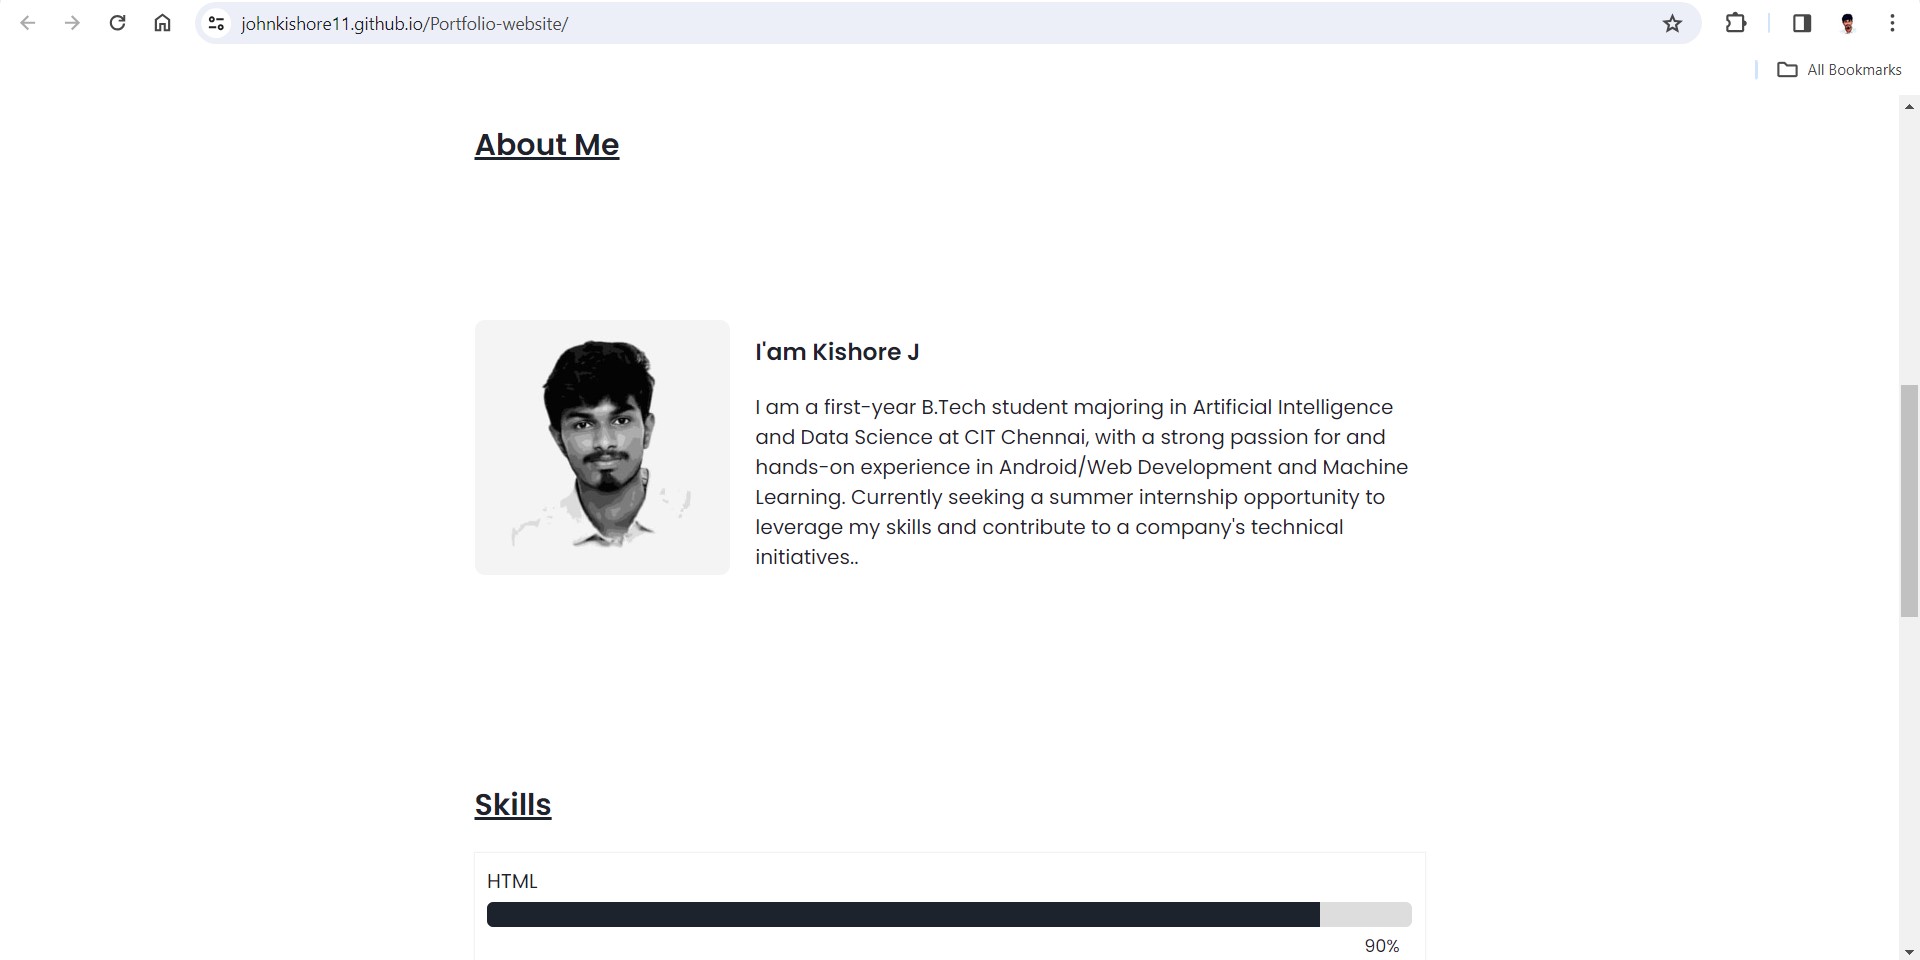 johnkishore11.github.io/Portfolio-website/
All Bookmarks
About Me
I'am Kishore J
I am a first-year B.Tech student majoring in Artificial Intelligence
and Data Science at CIT Chennai, with a strong passion for and
hands-on experience in Android/Web Development and Machine
Learning. Currently seeking a summer internship opportunity to
leverage my skills and contribute to a company's technical
initiatives..
Skills
HTML
90%